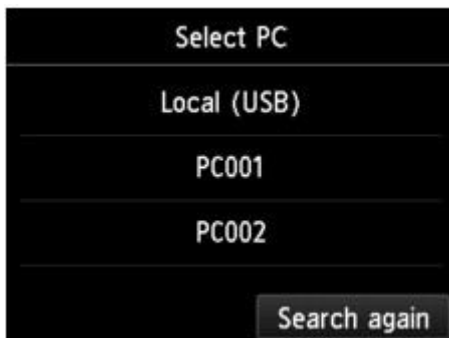 Select PC
Local (USB)
PC001
PC002
Search again